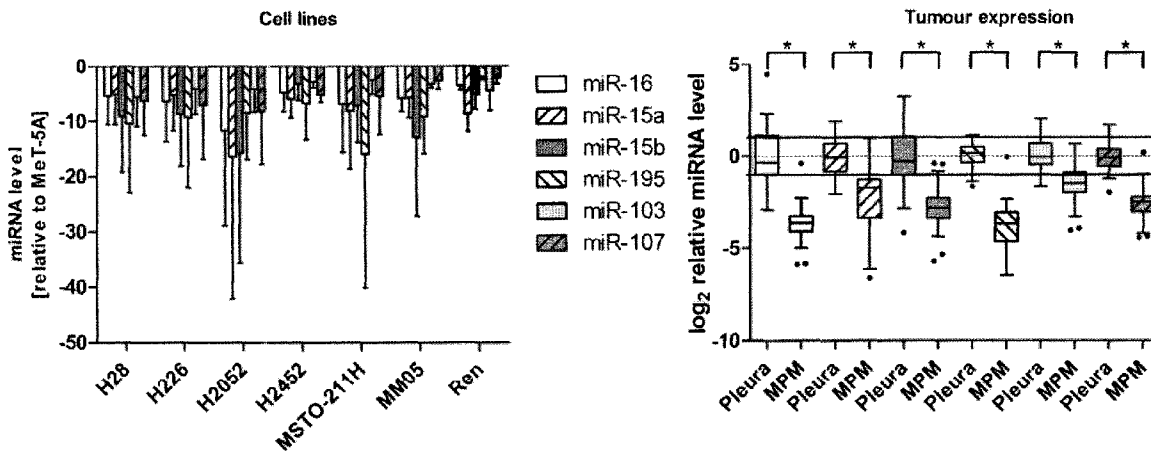 Cell lines
miRNA level
[relative to MeT-5A]
0
-10
-20
-30
-40
-50
H28
H226
H2052
H2452
MSTO-211H
MM05
Ren
miR-16
miR-15a
miR-15b
miR-195
miR-103
miR-107
Tumour expression
* * * * * *
log2 relative miRNA level
5
0
-5
-10
Pleura
MPM
Pleura
MPM
Pleura
MPM
Pleura
MPM
Pleura
MPM
Pleura
MPM